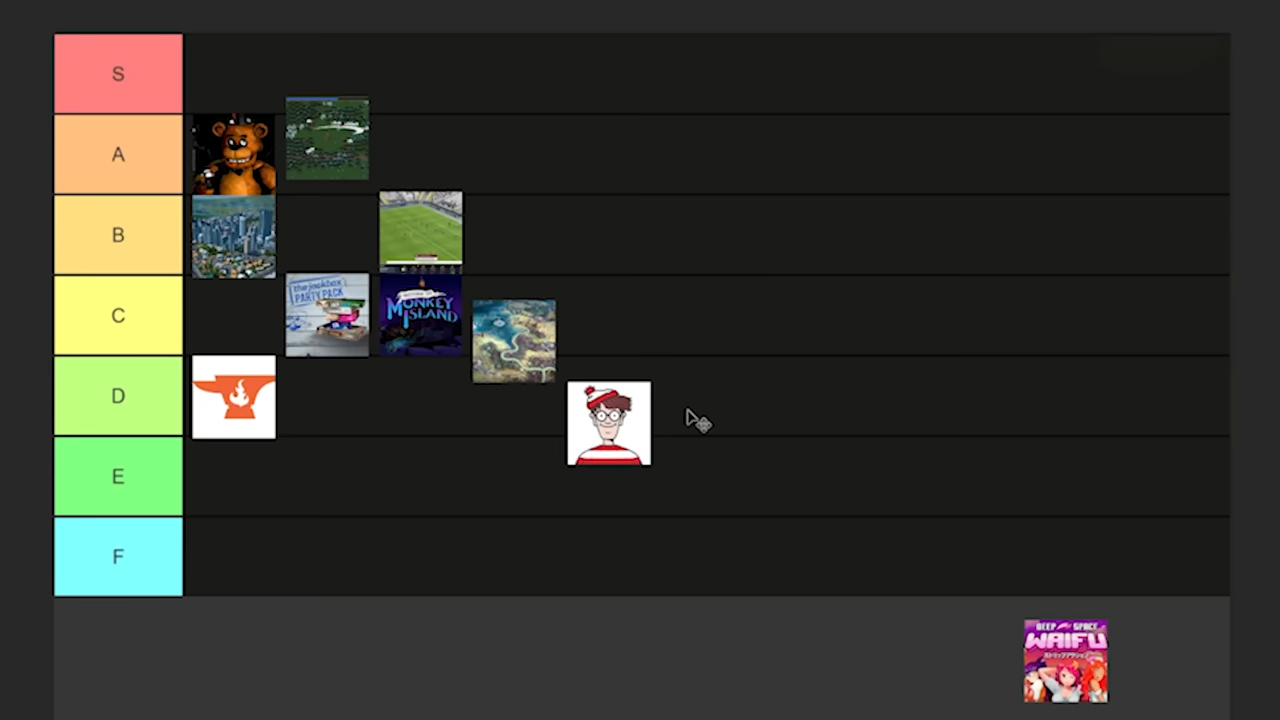 S
A
B
the jackbox
PARTY PACK
MONKEY
ISLAND
C
D
E
F
DEEP SPACE
WAIFU